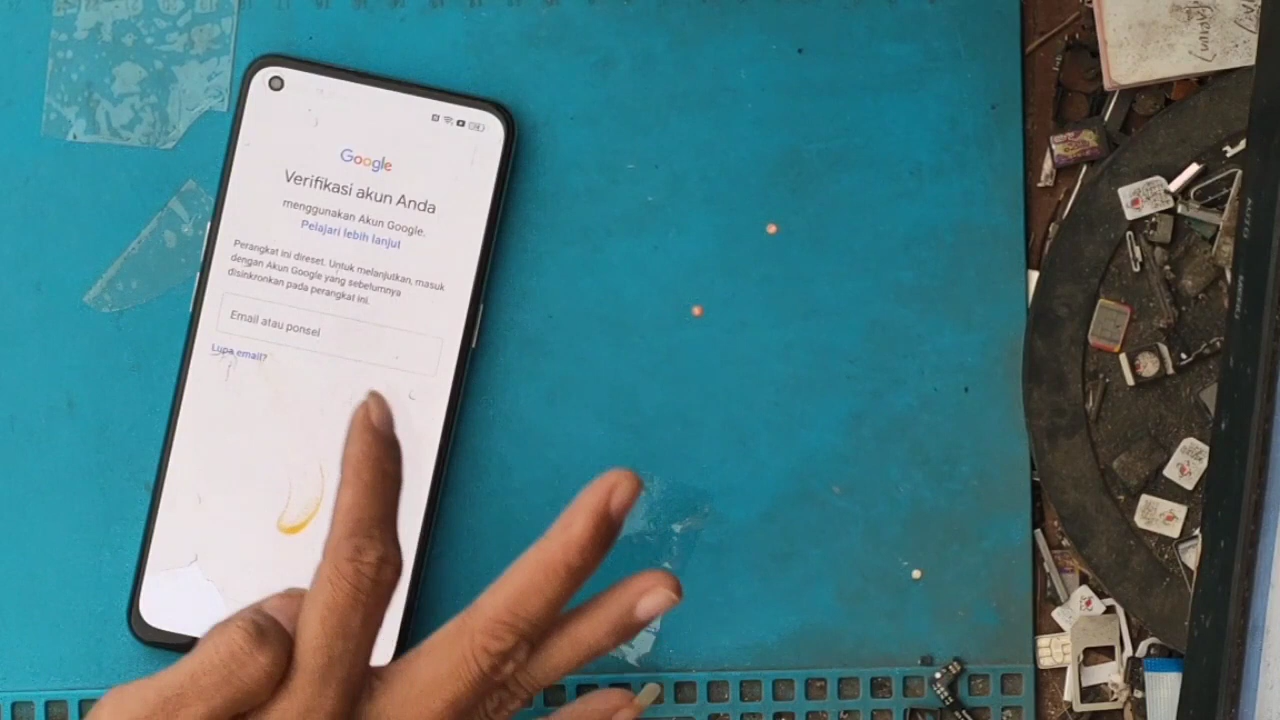 Google
Verifikasi akun Anda
menggunakan Akun Google.
Pelajari lebih lanjut
Perangkat ini direset. Untuk melanjutkan, masuk
dengan Akun Google yang sebelumnya
disinkronkan pada perangkat ini.
Email atau ponsel
Lupa email?